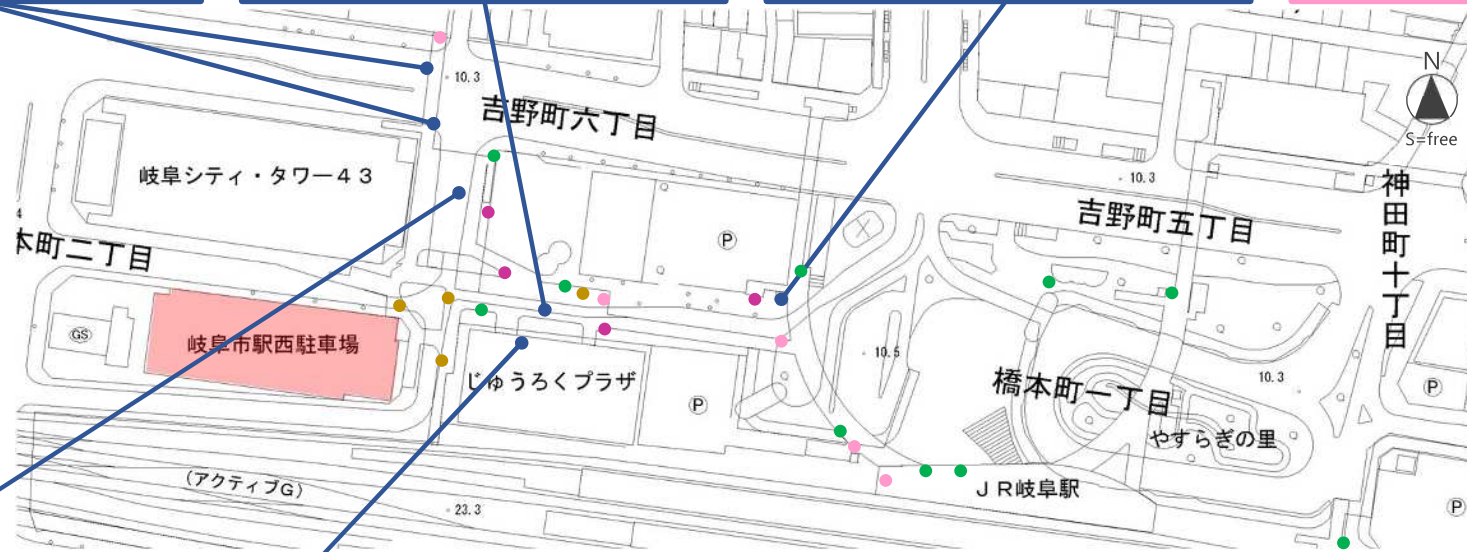 N
S=free
10.3
吉野町六丁目
岐阜シティ・タワー43
10.3
神田町十丁目
吉野町五丁目
本町二丁目
P
GS
岐阜市駅西駐車場
10.5
じゅうろくプラザ
10.3
P
橋本町一丁目
P
やすらぎの里
(アクティブG)
JR岐阜駅
23.3
P